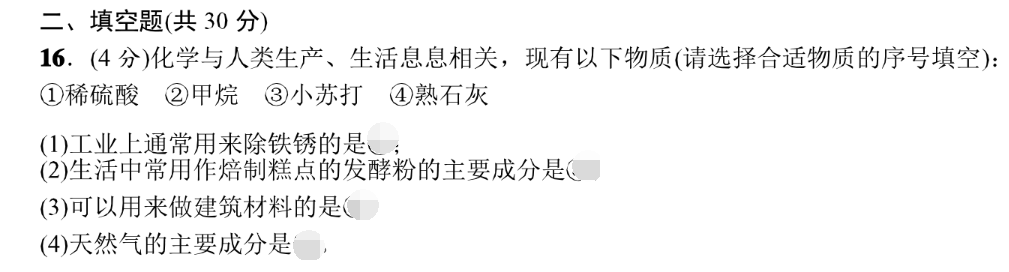 二、填空题(共 30 分)
16. (4 分)化学与人类生产、生活息息相关，现有以下物质(请选择合适物质的序号填空)：
①稀硫酸 ②甲烷 ③小苏打 ④熟石灰
(1)工业上通常用来除铁锈的是 ；
(2)生活中常用作焙制糕点的发酵粉的主要成分是
(3)可以用来做建筑材料的是
(4)天然气的主要成分是